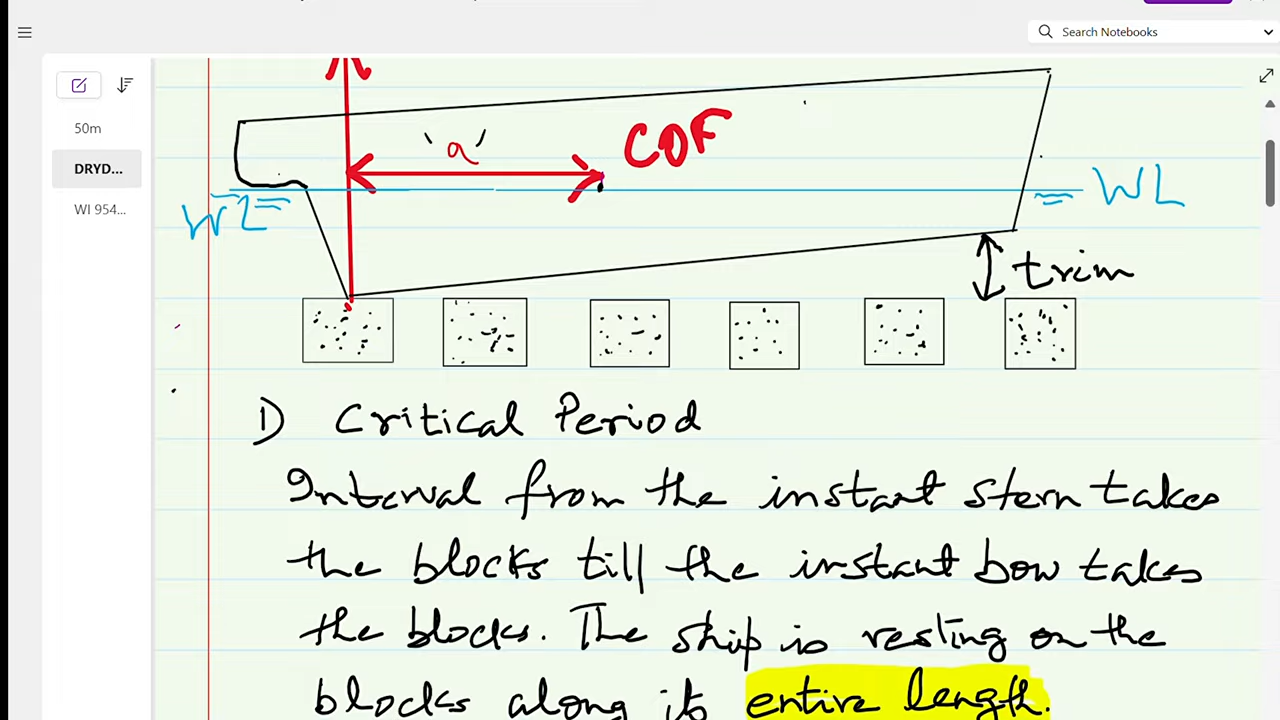 Search Notebooks
50m
DRYD...
WI 954...
'a'
COF
WL
WL
trim
1) Critical Period
Interval from the instant stern takes
the blocks till the instant bow takes
the blocks. The ship is resting on the
blocks along its entire length.